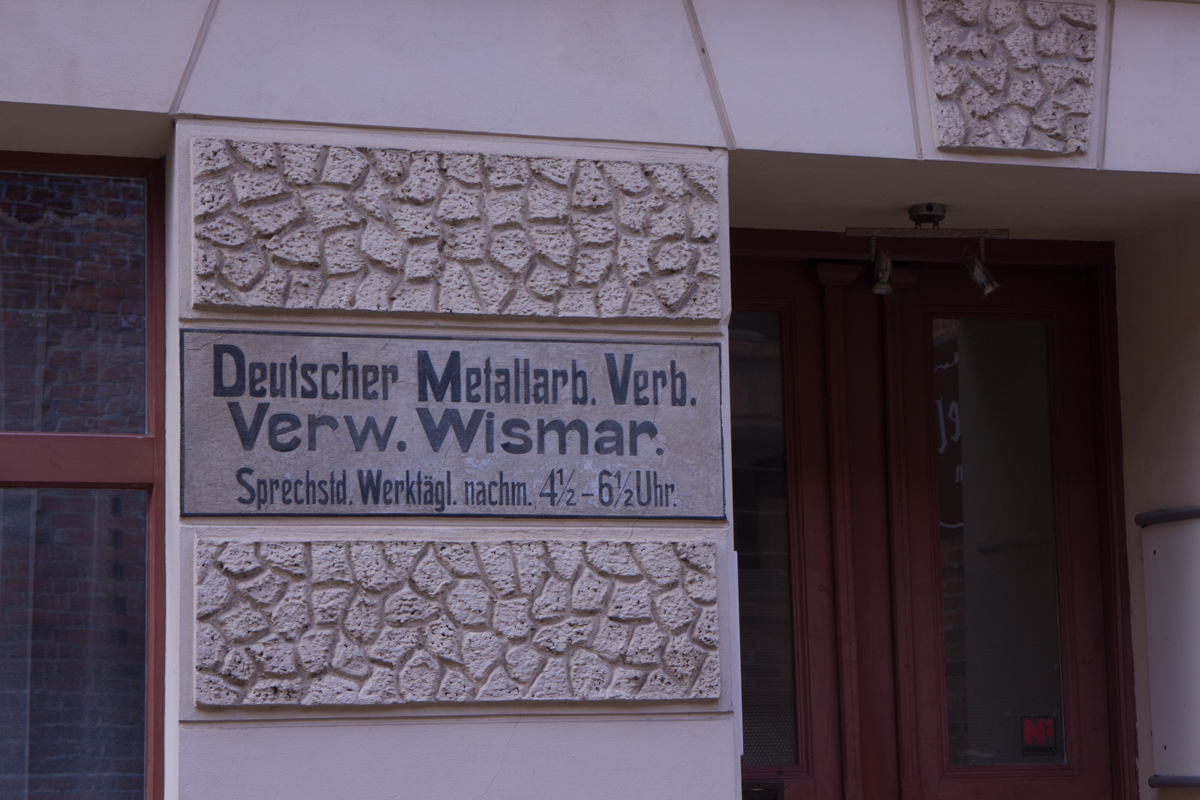 Deutscher Metallarb. Verb.
Verw. Wismar.
Sprechstd. Werktägl. nachm. 4½ – 6½ Uhr.